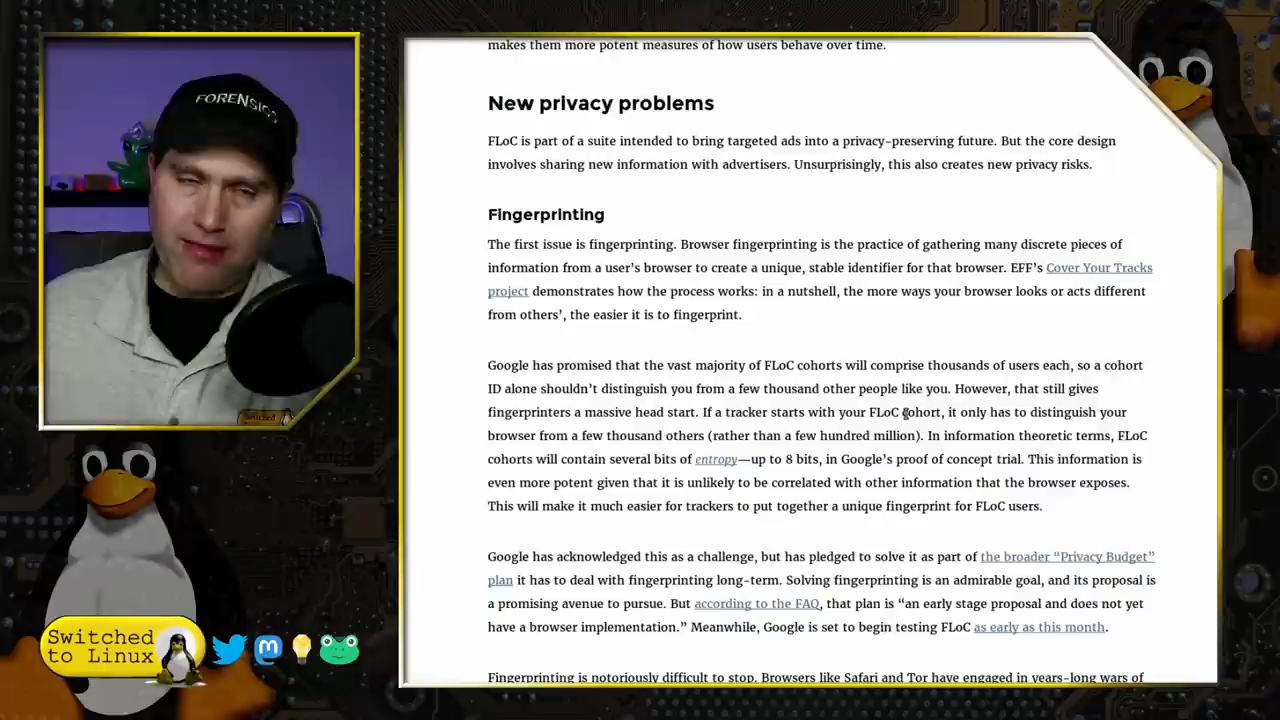 FORENSICS
makes them more potent measures of how users behave over time.
New privacy problems
FLoC is part of a suite intended to bring targeted ads into a privacy-preserving future. But the core design
involves sharing new information with advertisers. Unsurprisingly, this also creates new privacy risks.
Fingerprinting
The first issue is fingerprinting. Browser fingerprinting is the practice of gathering many discrete pieces of
information from a user’s browser to create a unique, stable identifier for that browser. EFF’s Cover Your Tracks
project demonstrates how the process works: in a nutshell, the more ways your browser looks or acts different
from others’, the easier it is to fingerprint.
Google has promised that the vast majority of FLoC cohorts will comprise thousands of users each, so a cohort
ID alone shouldn’t distinguish you from a few thousand other people like you. However, that still gives
fingerprinters a massive head start. If a tracker starts with your FLoC cohort, it only has to distinguish your
browser from a few thousand others (rather than a few hundred million). In information theoretic terms, FLoC
cohorts will contain several bits of entropy—up to 8 bits, in Google’s proof of concept trial. This information is
even more potent given that it is unlikely to be correlated with other information that the browser exposes.
This will make it much easier for trackers to put together a unique fingerprint for FLoC users.
Google has acknowledged this as a challenge, but has pledged to solve it as part of the broader “Privacy Budget”
plan it has to deal with fingerprinting long-term. Solving fingerprinting is an admirable goal, and its proposal is
a promising avenue to pursue. But according to the FAQ, that plan is “an early stage proposal and does not yet
have a browser implementation.” Meanwhile, Google is set to begin testing FLoC as early as this month.
Fingerprinting is notoriously difficult to stop. Browsers like Safari and Tor have engaged in years-long wars of
Switched
Switched
to Linux